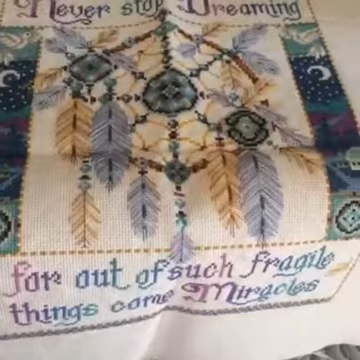 Never stop Dreaming
for out of such fragile
things come Miracles